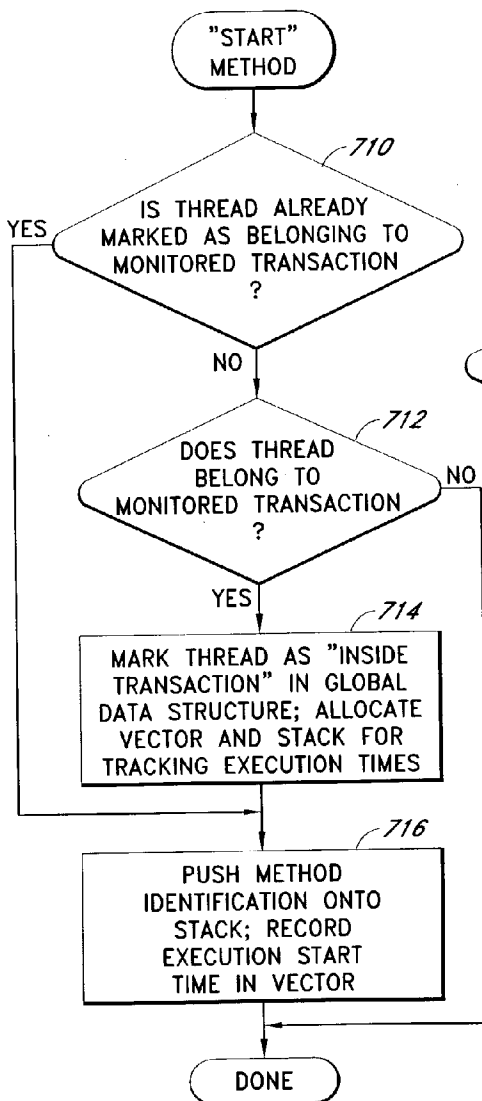 "START"
METHOD
710
IS THREAD ALREADY
MARKED AS BELONGING TO
MONITORED TRANSACTION
?
YES
NO
712
DOES THREAD
BELONG TO
MONITORED TRANSACTION
?
NO
YES
714
MARK THREAD AS "INSIDE
TRANSACTION" IN GLOBAL
DATA STRUCTURE; ALLOCATE
VECTOR AND STACK FOR
TRACKING EXECUTION TIMES
716
PUSH METHOD
IDENTIFICATION ONTO
STACK; RECORD
EXECUTION START
TIME IN VECTOR
DONE